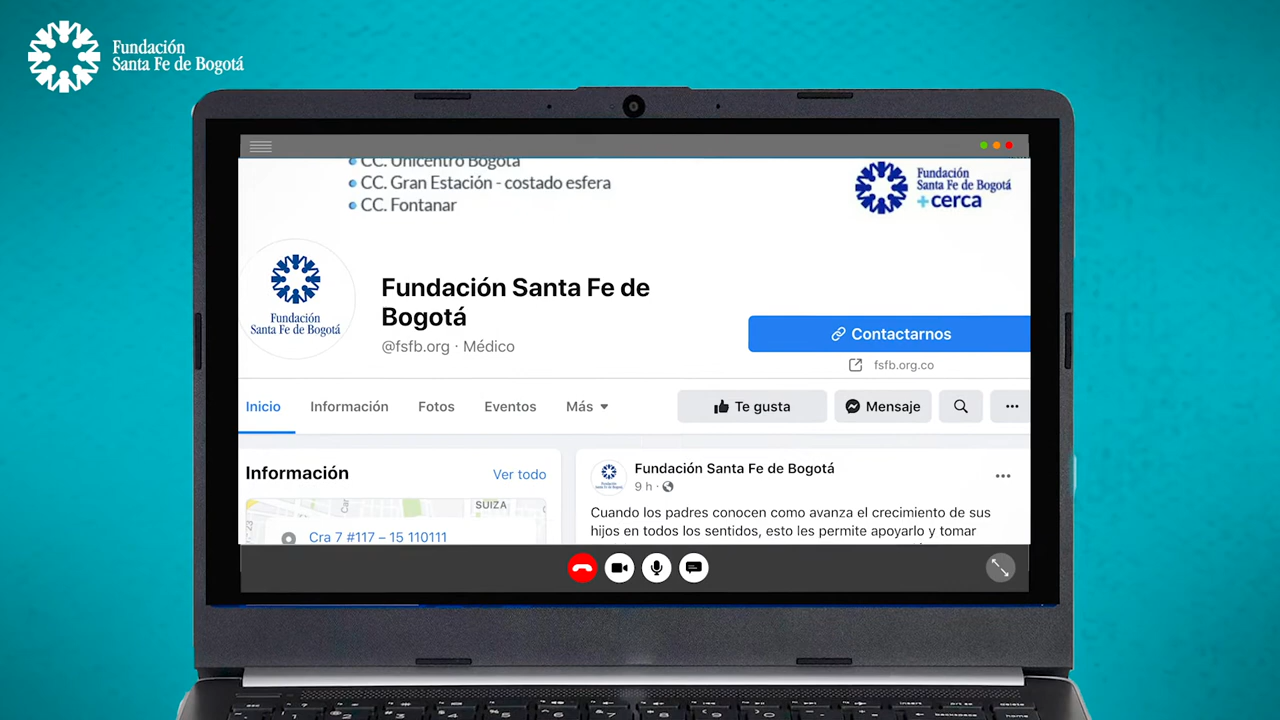 Fundación
Santa Fe de Bogotá
CC. Unicentro Bogotá
CC. Gran Estación - costado esfera
CC. Fontanar
Fundación
Santa Fe de Bogotá
+cerca
Fundación
Santa Fe de Bogotá
Fundación Santa Fe de
Bogotá
@fsfb.org · Médico
Contactarnos
fsfb.org.co
Inicio
Información
Fotos
Eventos
Más
Te gusta
Mensaje
Información
Ver todo
SUIZA
Cra 7 #117 – 15 110111
Fundación Santa Fe de Bogotá
9 h ·
Cuando los padres conocen como avanza el crecimiento de sus
hijos en todos los sentidos, esto les permite apoyarlo y tomar